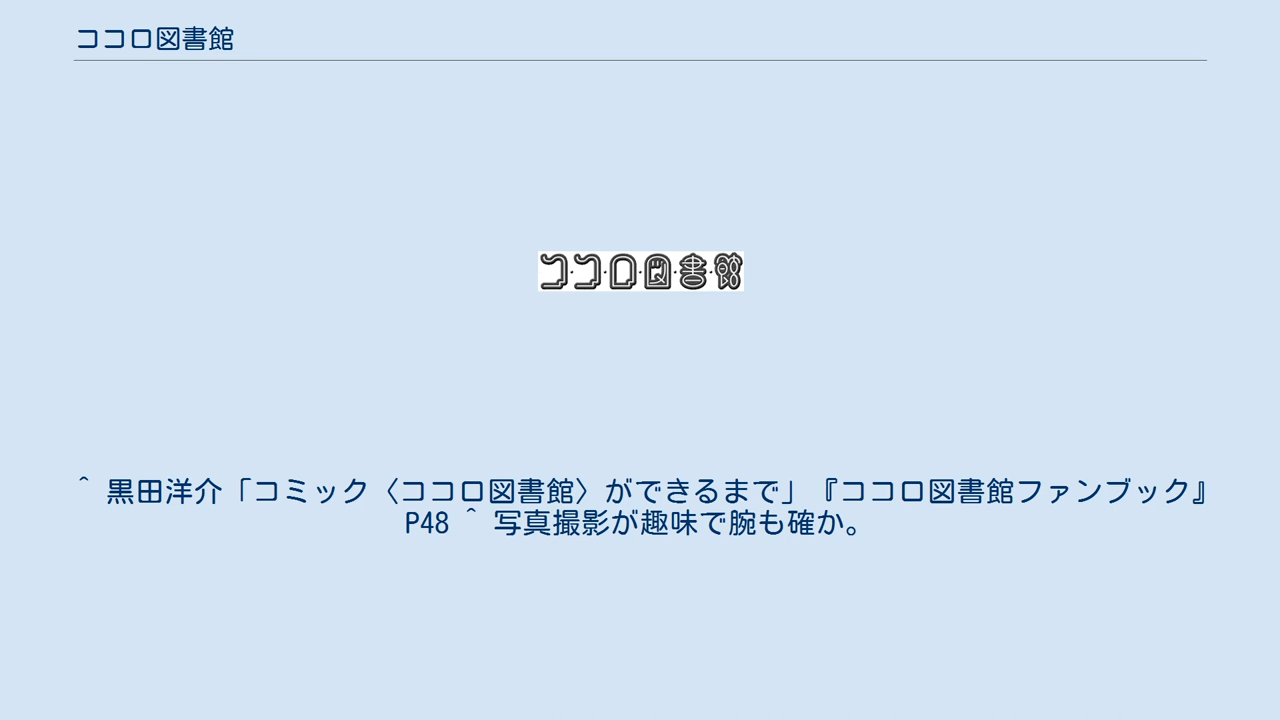 ココロ図書館
コ・コ・ロ・図・書・館
^ 黒田洋介「コミック〈ココロ図書館〉ができるまで」『ココロ図書館ファンブック』
P48 ^ 写真撮影が趣味で腕も確か。